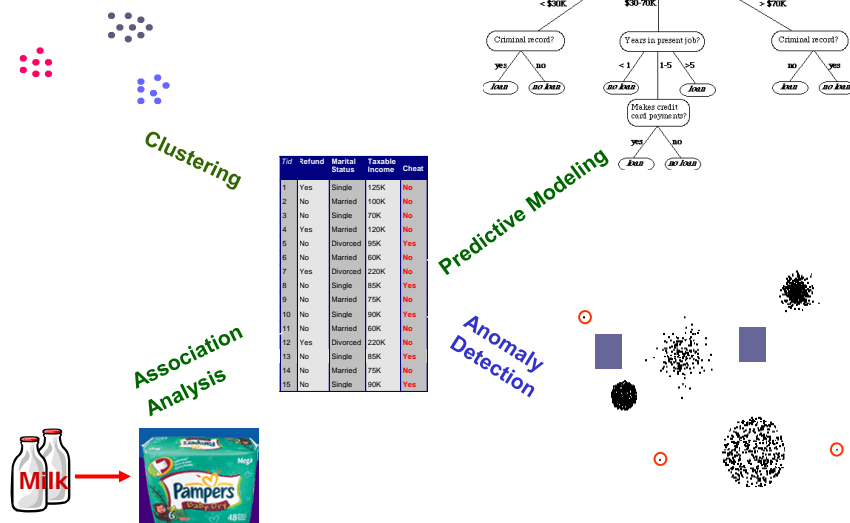 < $30K $30-70K > $70K
Criminal record? Years in present job? Criminal record?
yes no < 1 1-5 >5 no yes
loan no loan no loan loan loan no loan
Makes credit
card payments?
yes no
loan no loan
Clustering
Predictive Modeling
Tid Refund Marital Status Taxable Income Cheat
1 Yes Single 125K No
2 No Married 100K No
3 No Single 70K No
4 Yes Married 120K No
5 No Divorced 95K Yes
6 No Married 60K No
7 Yes Divorced 220K No
8 No Single 85K Yes
9 No Married 75K No
10 No Single 90K Yes
11 No Married 60K No
12 Yes Divorced 220K No
13 No Single 85K Yes
14 No Married 75K No
15 No Single 90K Yes
Anomaly
Detection
Association
Analysis
Milk
Mega
Pampers
Baby-Dry
6
48